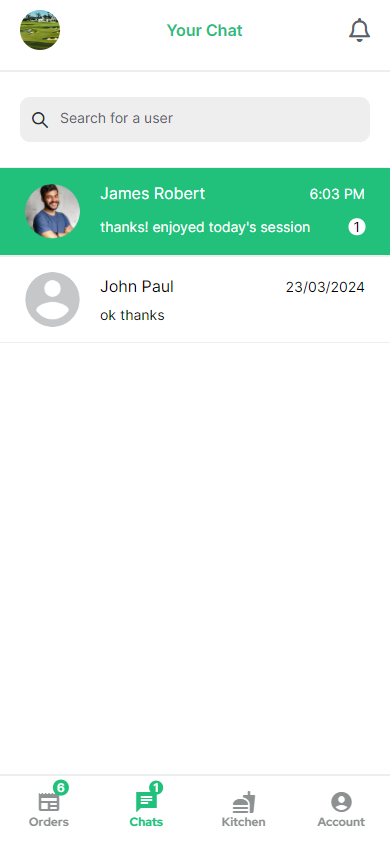 Your Chat
Search for a user
James Robert 6:03 PM
thanks! enjoyed today's session 1
John Paul 23/03/2024
ok thanks
6 1
Orders Chats Kitchen Account